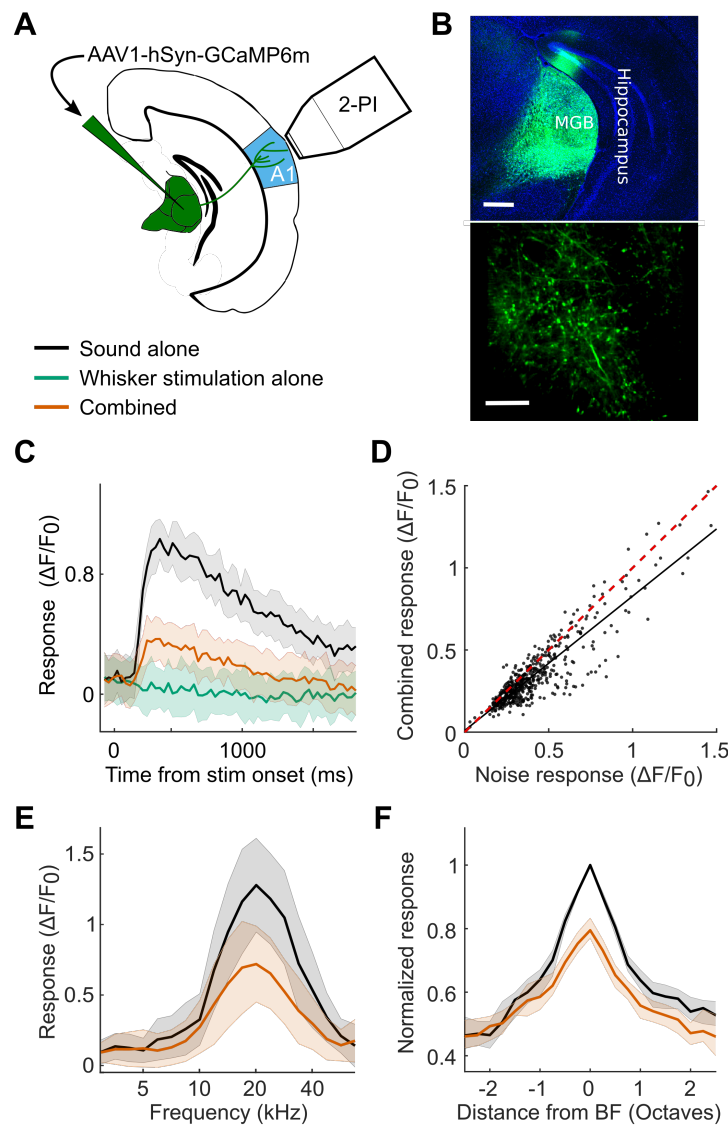 A
AAV1-hSyn-GCaMP6m
2-PI
A1
B
MGB
Hippocampus
Sound alone
Whisker stimulation alone
Combined
C
Response (ΔF/F0)
0.8
0
0
1000
Time from stim onset (ms)
D
Combined response (ΔF/F0)
1.5
1
0.5
0
0
0.5
1
1.5
Noise response (ΔF/F0)
E
Response (ΔF/F0)
1.5
1
0.5
0
5
10
20
40
Frequency (kHz)
F
Normalized response
1
0.8
0.6
0.4
-2
-1
0
1
2
Distance from BF (Octaves)